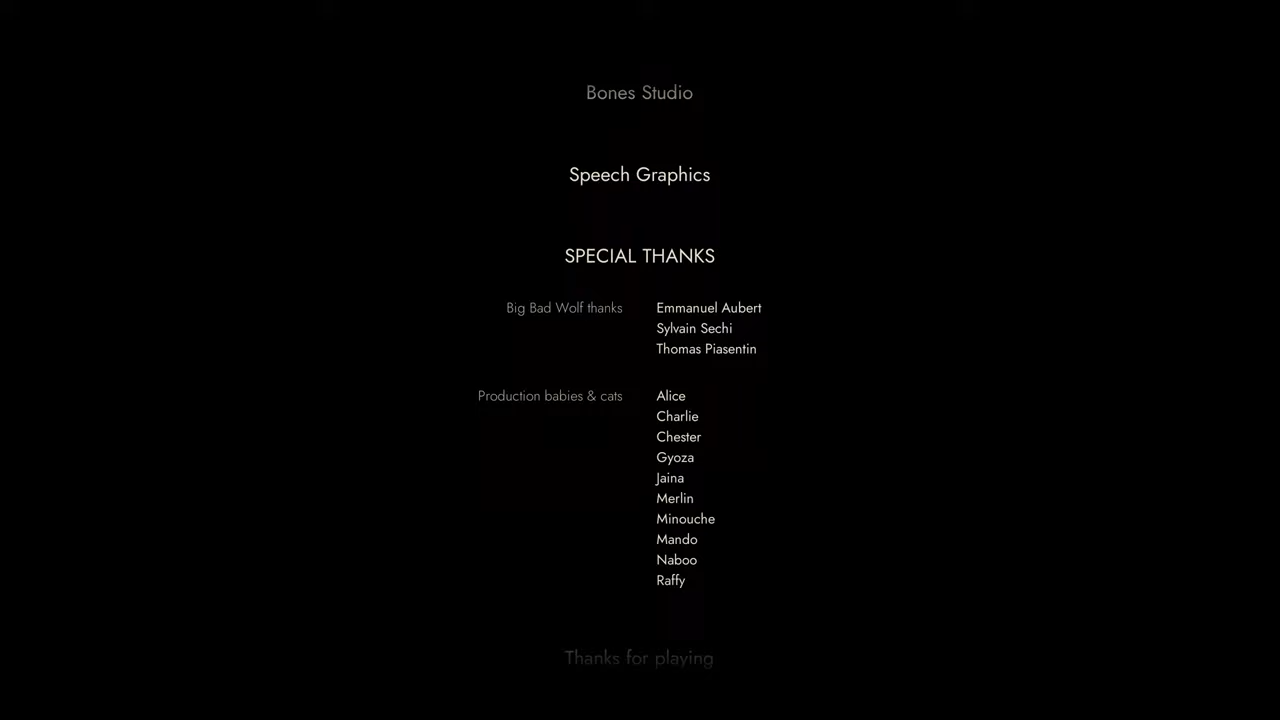 Bones Studio
Speech Graphics
SPECIAL THANKS
Big Bad Wolf thanks Emmanuel Aubert
Sylvain Sechi
Thomas Piasentin
Production babies & cats Alice
Charlie
Chester
Gyoza
Jaina
Merlin
Minouche
Mando
Naboo
Raffy
Thanks for playing